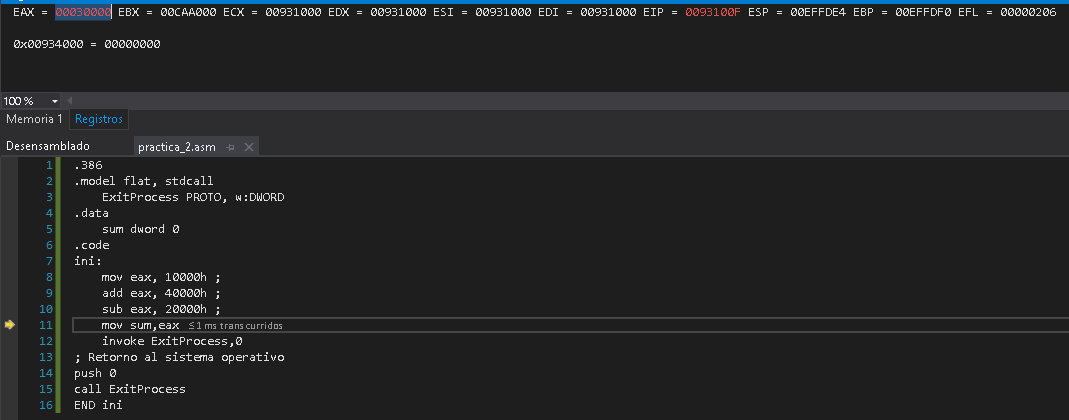 EAX = 00030000 EBX = 00CAA000 ECX = 00931000 EDX = 00931000 ESI = 00931000 EDI = 00931000 EIP = 0093100F ESP = 00EFFDE4 EBP = 00EFFDF0 EFL = 00000206
0x00934000 = 00000000
100 %
Memoria 1 Registros
Desensamblado practica_2.asm
1 .386
2 .model flat, stdcall
3 ExitProcess PROTO, w:DWORD
4 .data
5 sum dword 0
6 .code
7 ini:
8 mov eax, 10000h ;
9 add eax, 40000h ;
10 sub eax, 20000h ;
11 mov sum,eax ≤1 ms transcurridos
12 invoke ExitProcess,0
13 ; Retorno al sistema operativo
14 push 0
15 call ExitProcess
16 END ini